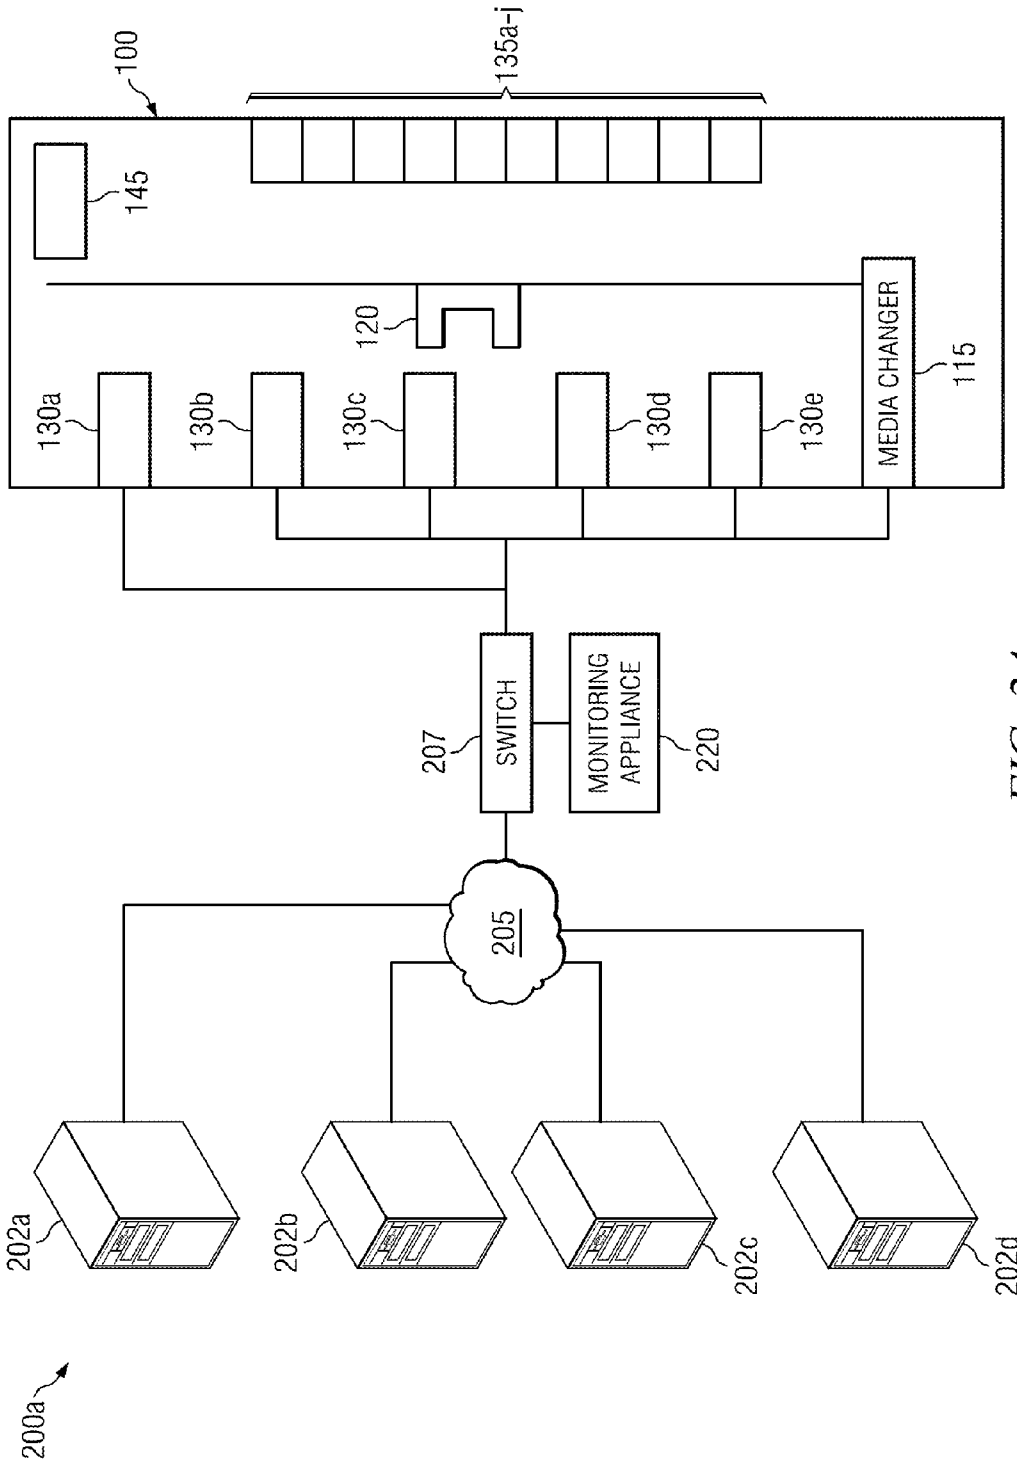 200a
202a
130a
100
145
130b
202b
130c
120
207
205
SWITCH
135a-j
MONITORING
APPLIANCE
130d
220
202c
130e
MEDIA CHANGER
115
202d
FIG.